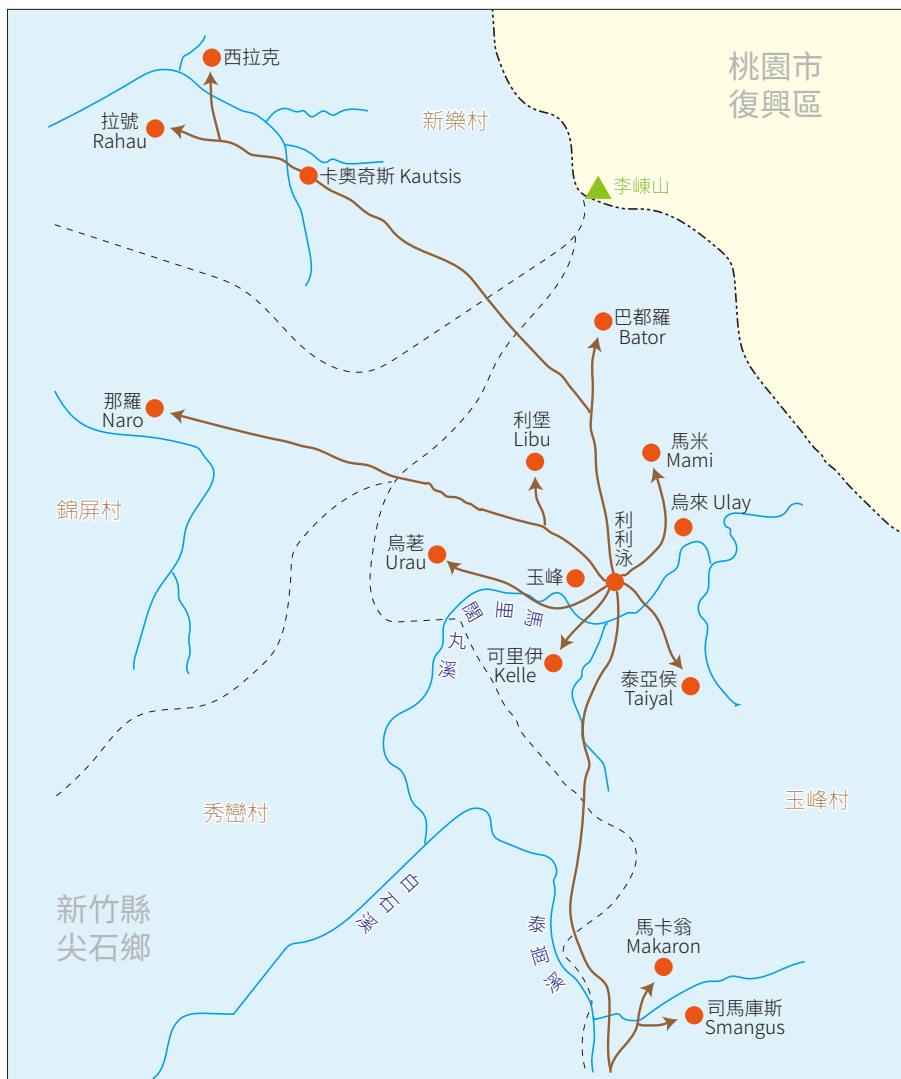 西拉克
桃園市
復興區
拉號
Rahau
新樂村
卡奧奇斯 Kautsis
李崠山
巴都羅
Bator
那羅
Naro
利堡
Libu
馬米
Mami
錦屏村
烏來 Ulay
利利泳
烏荖
Urau
玉峰
馬里闊丸溪
可里伊
Kelle
泰亞侯
Taiyal
秀巒村
玉峰村
白石溪
新竹縣
尖石鄉
泰崗溪
馬卡翁
Makaron
司馬庫斯
Smangus